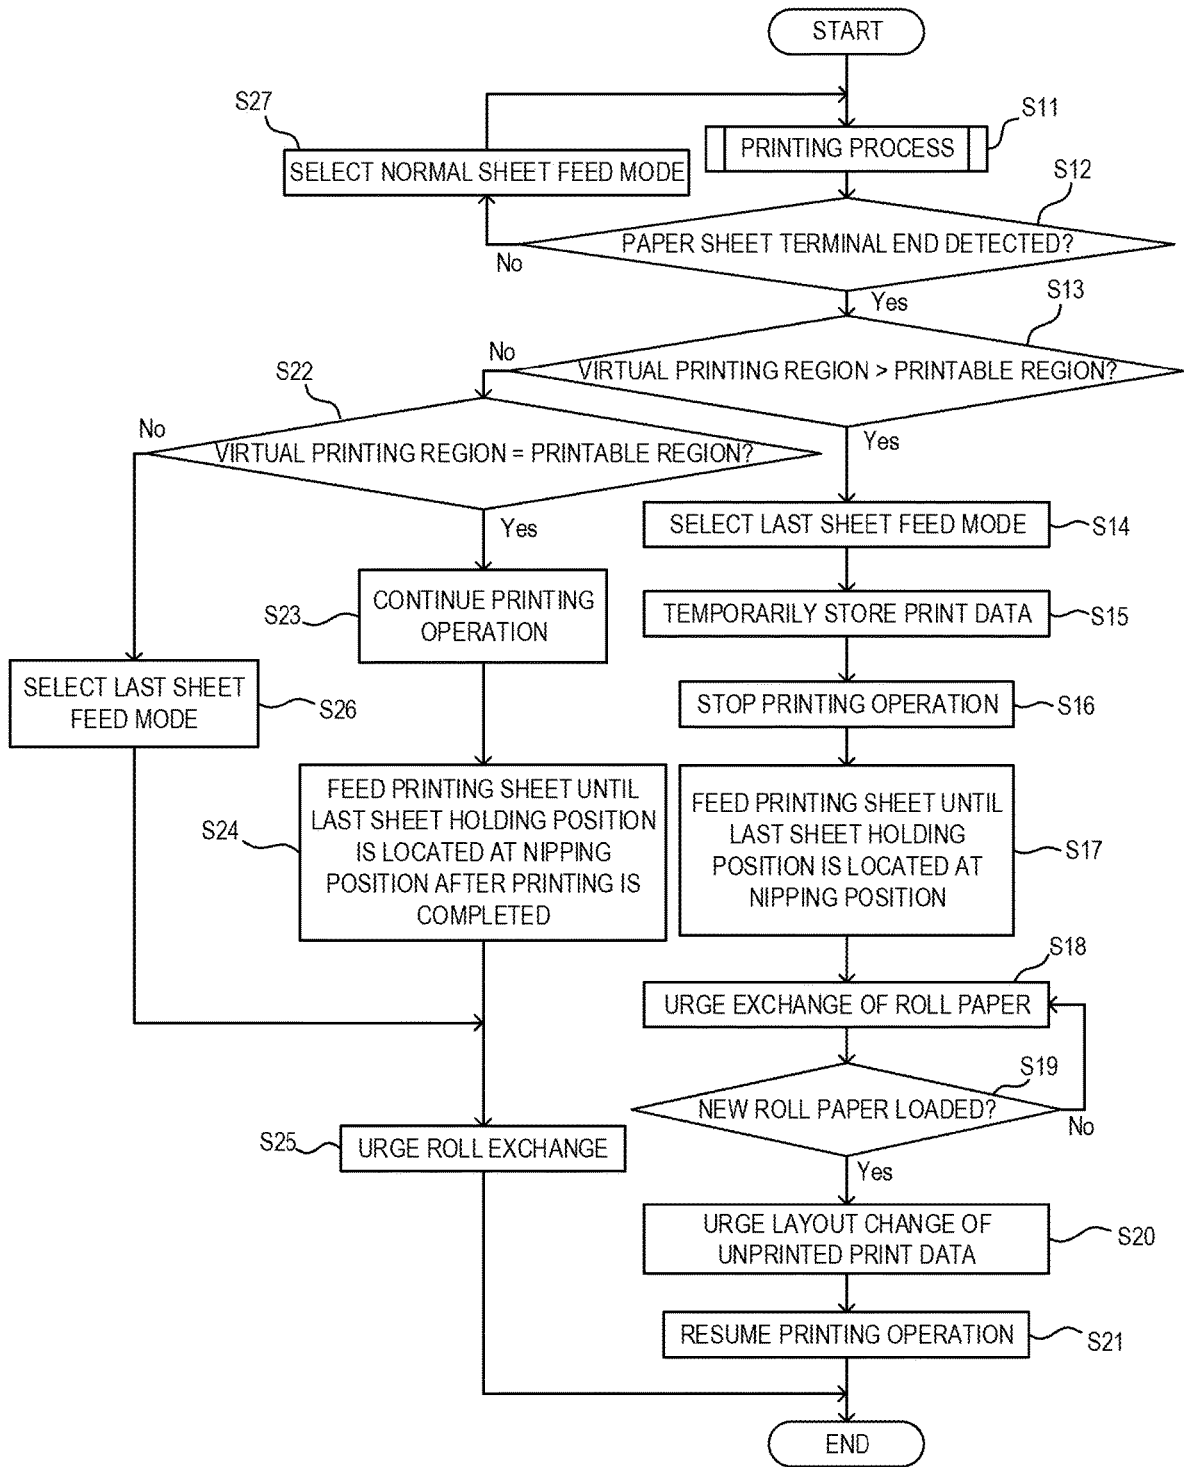 START
S27
S11
PRINTING PROCESS
SELECT NORMAL SHEET FEED MODE
S12
PAPER SHEET TERMINAL END DETECTED?
No
Yes
S13
No
S22
VIRTUAL PRINTING REGION > PRINTABLE REGION?
No
Yes
VIRTUAL PRINTING REGION = PRINTABLE REGION?
Yes
SELECT LAST SHEET FEED MODE
S14
S23
CONTINUE PRINTING
OPERATION
TEMPORARILY STORE PRINT DATA
S15
SELECT LAST SHEET
FEED MODE
S26
STOP PRINTING OPERATION
S16
S24
FEED PRINTING SHEET UNTIL
LAST SHEET HOLDING POSITION
IS LOCATED AT NIPPING
POSITION AFTER PRINTING IS
COMPLETED
FEED PRINTING SHEET UNTIL
LAST SHEET HOLDING
POSITION IS LOCATED AT
NIPPING POSITION
S17
S18
URGE EXCHANGE OF ROLL PAPER
S19
NEW ROLL PAPER LOADED?
No
Yes
S25
URGE ROLL EXCHANGE
URGE LAYOUT CHANGE OF
UNPRINTED PRINT DATA
S20
RESUME PRINTING OPERATION
S21
END